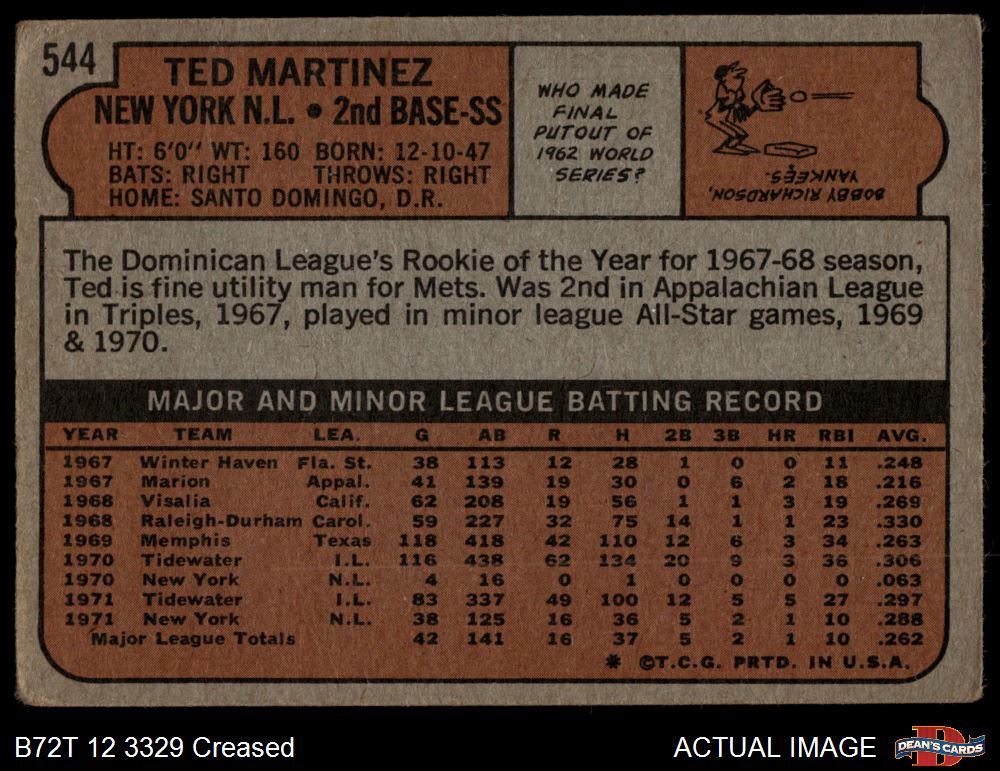 544
TED MARTINEZ
NEW YORK N.L. • 2nd BASE-SS
HT: 6'0" WT: 160 BORN: 12-10-47
BATS: RIGHT THROWS: RIGHT
HOME: SANTO DOMINGO, D.R.
WHO MADE
FINAL
PUTOUT OF
1962 WORLD
SERIES?
BOBBY RICHARDSON,
YANKEES.
The Dominican League's Rookie of the Year for 1967-68 season,
Ted is fine utility man for Mets. Was 2nd in Appalachian League
in Triples, 1967, played in minor league All-Star games, 1969
& 1970.
MAJOR AND MINOR LEAGUE BATTING RECORD
YEAR TEAM LEA. G AB R H 2B 3B HR RBI AVG.
1967 Winter Haven Fla. St. 38 113 12 28 1 0 0 11 .248
1967 Marion Appal. 41 139 19 30 0 6 2 18 .216
1968 Visalia Calif. 62 208 19 56 1 1 3 19 .269
1968 Raleigh-Durham Carol. 59 227 32 75 14 1 1 23 .330
1969 Memphis Texas 118 418 42 110 12 6 3 34 .263
1970 Tidewater I.L. 116 438 62 134 20 9 3 36 .306
1970 New York N.L. 4 16 0 1 0 0 0 0 .063
1971 Tidewater I.L. 83 337 49 100 12 5 5 27 .297
1971 New York N.L. 38 125 16 36 5 2 1 10 .288
Major League Totals 42 141 16 37 5 2 1 10 .262
* ©T.C.G. PRTD. IN U.S.A.
B72T 12 3329 Creased
ACTUAL IMAGE
D
DEAN'S CARDS